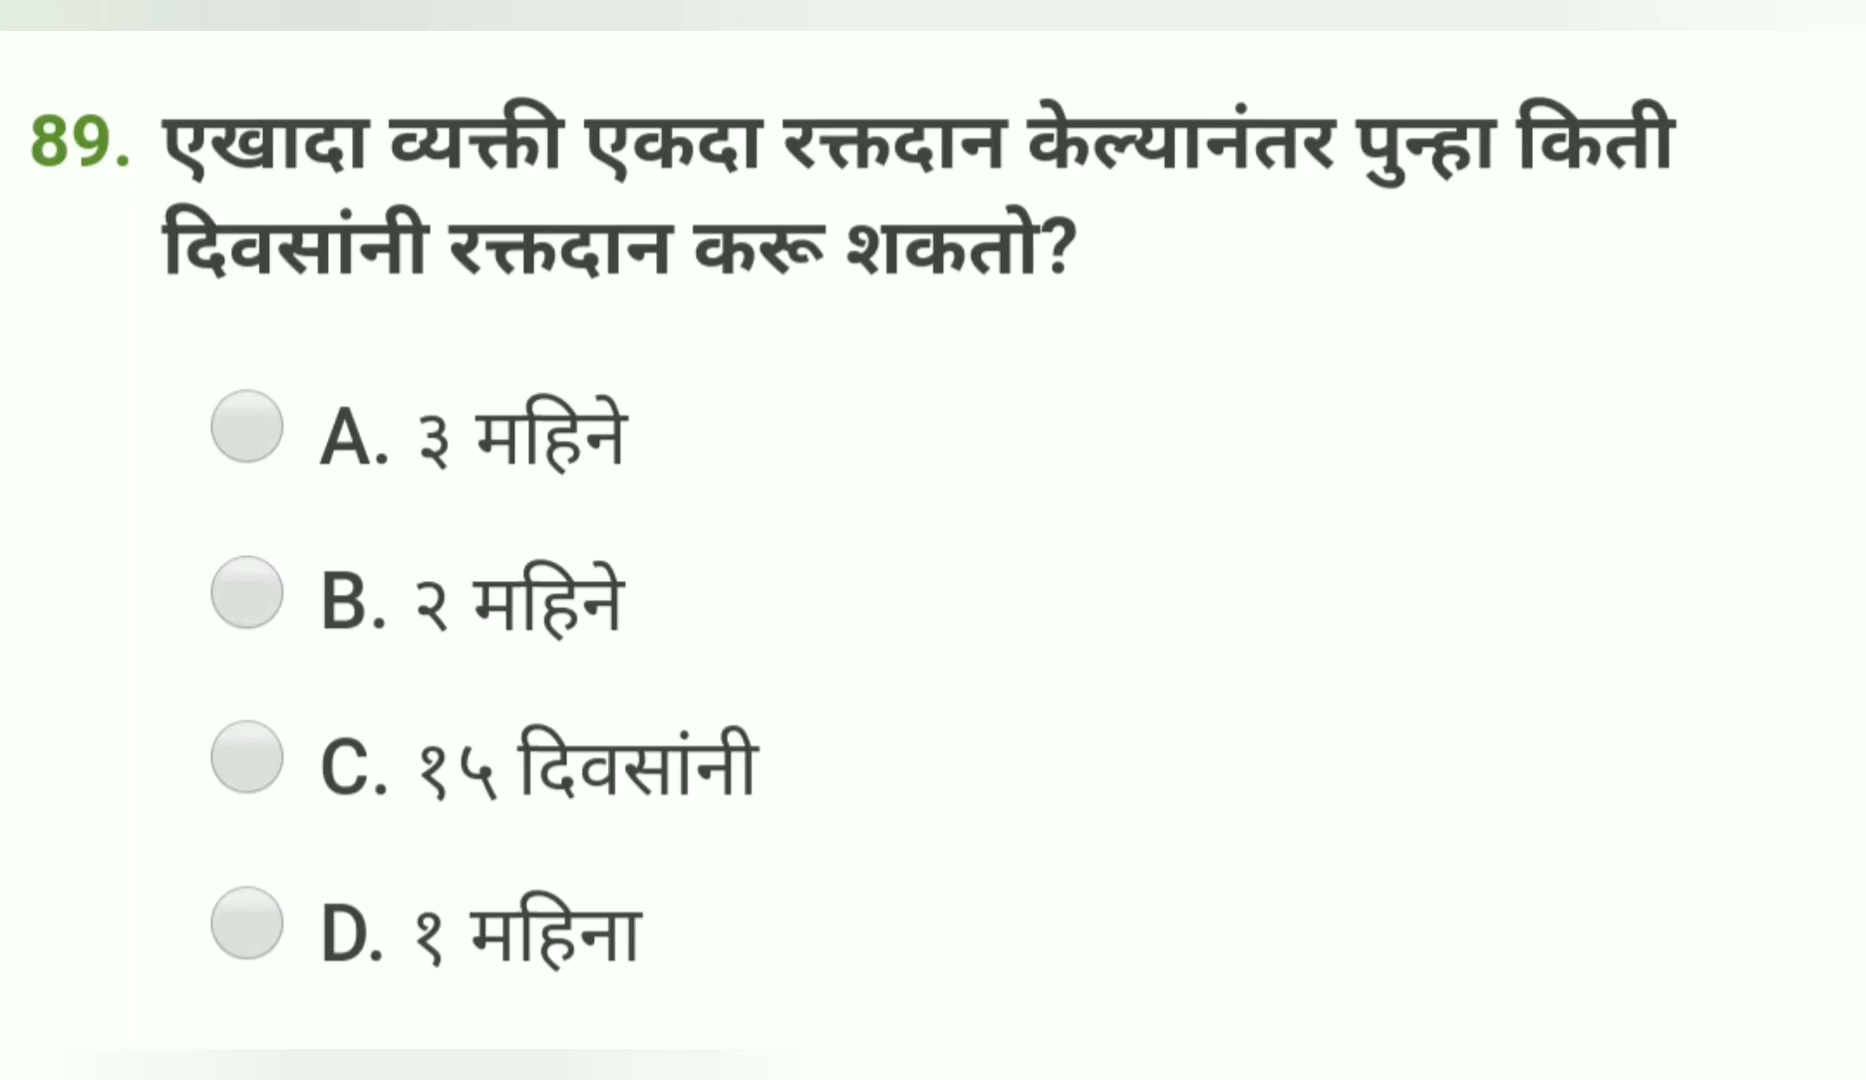 89. एखादा व्यक्ती एकदा रक्तदान केल्यानंतर पुन्हा किती
दिवसांनी रक्तदान करू शकतो?
A. ३ महिने
B. २ महिने
C. १५ दिवसांनी
D. १ महिना